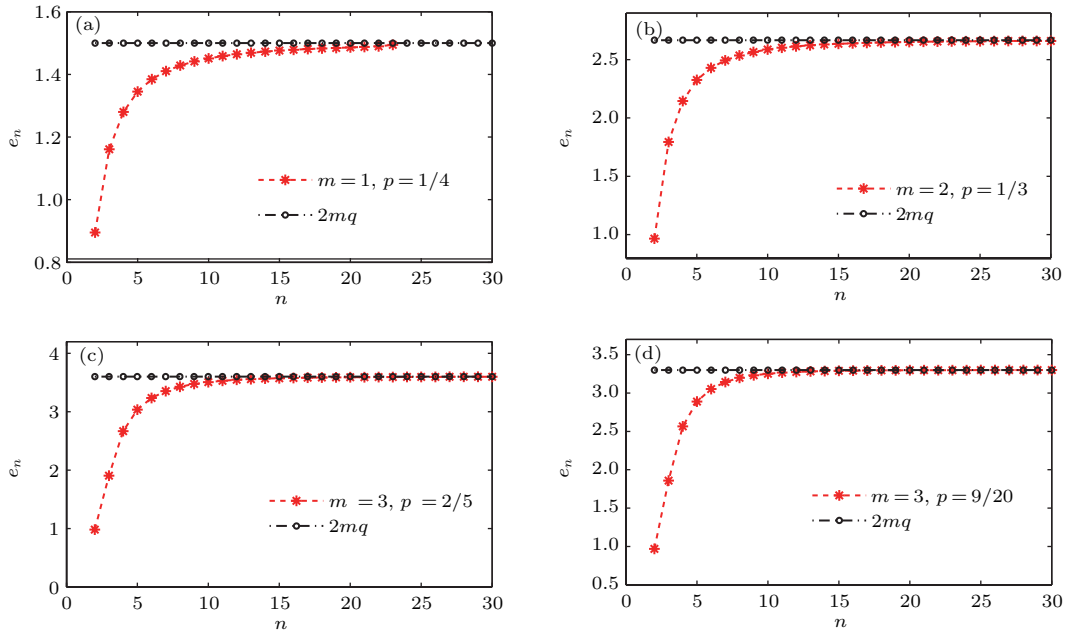 (a)
1.6
1.4
1.2
1.0
0.8
e_n
0 5 10 15 20 25 30
n
m = 1, p = 1/4
2mq
(b)
2.5
2.0
1.5
1.0
e_n
0 5 10 15 20 25 30
n
m = 2, p = 1/3
2mq
(c)
4
3
2
1
0
e_n
0 5 10 15 20 25 30
n
m = 3, p = 2/5
2mq
(d)
3.5
3.0
2.5
2.0
1.5
1.0
0.5
e_n
0 5 10 15 20 25 30
n
m = 3, p = 9/20
2mq